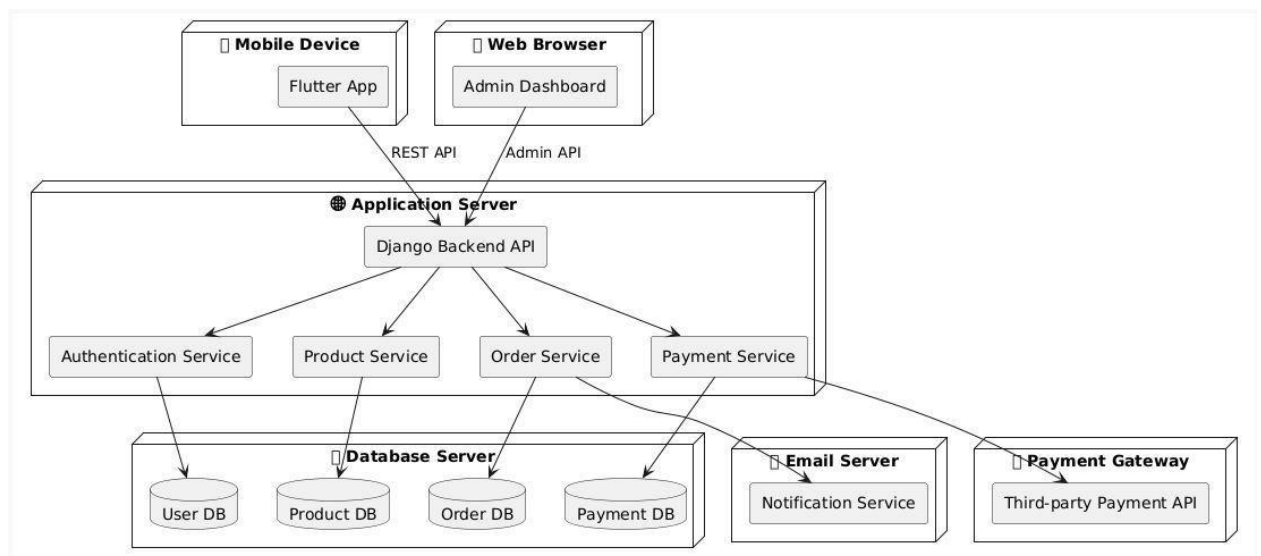 Mobile Device
Web Browser
Flutter App
Admin Dashboard
REST API
Admin API
Application Server
Django Backend API
Authentication Service
Product Service
Order Service
Payment Service
Database Server
Email Server
Payment Gateway
User DB
Product DB
Order DB
Payment DB
Notification Service
Third-party Payment API